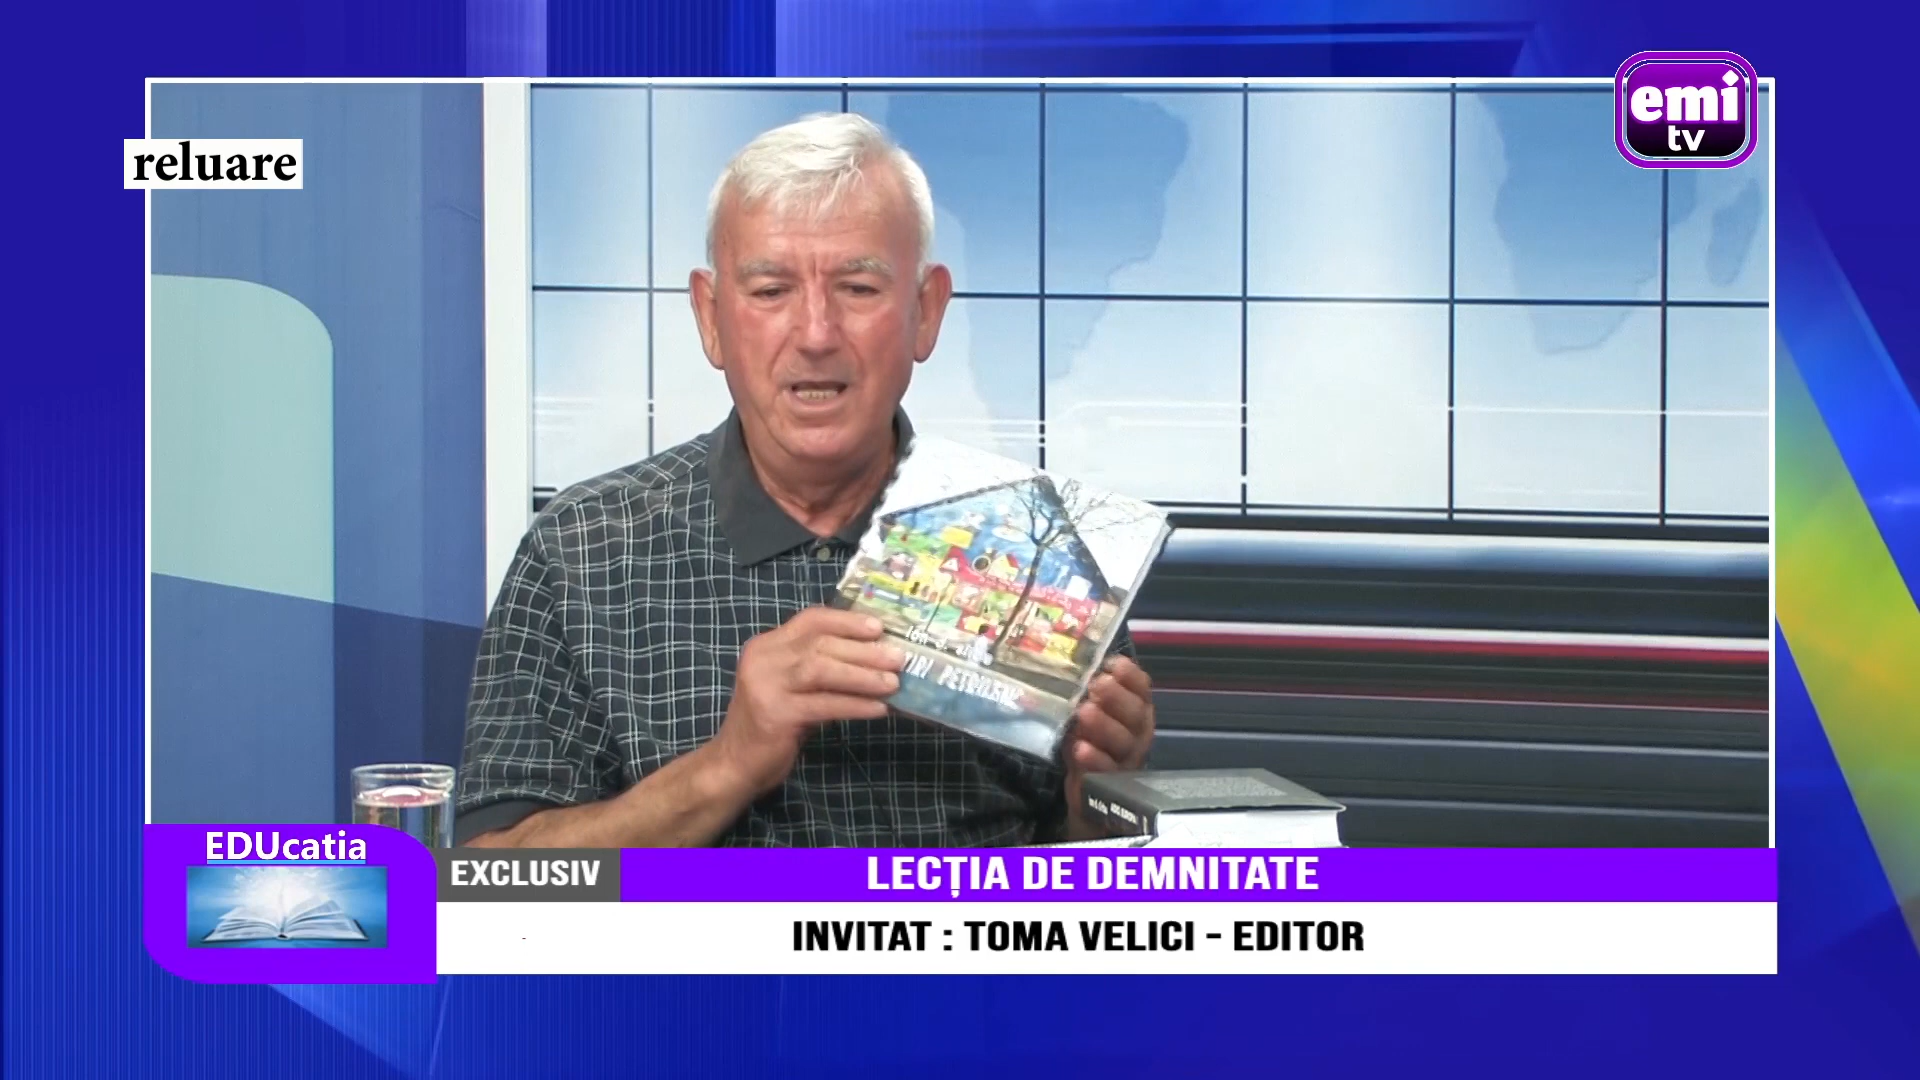 reluare
emi
tv
EDUcatia
EXCLUSIV
LECȚIA DE DEMNITATE
INVITAT : TOMA VELICI - EDITOR